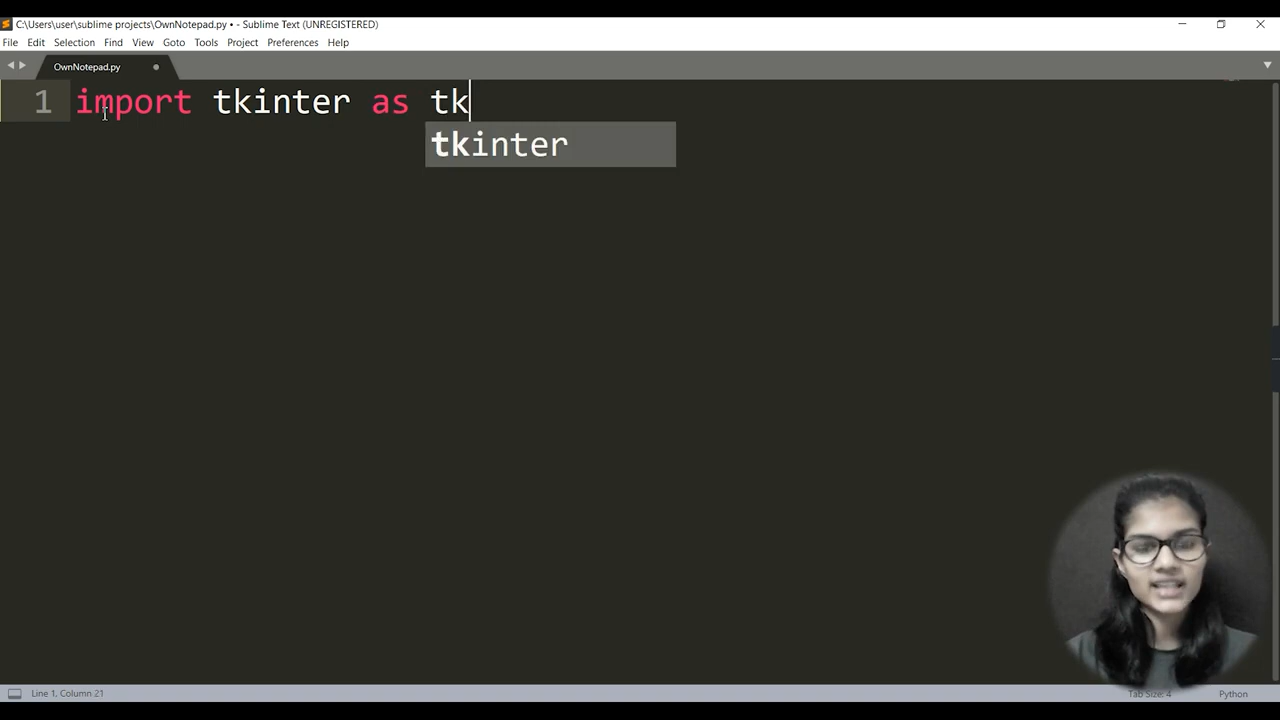 C:\Users\user\sublime projects\OwnNotepad.py • - Sublime Text (UNREGISTERED)
File Edit Selection Find View Goto Tools Project Preferences Help
OwnNotepad.py
1 import tkinter as tk
tkinter
Line 1, Column 21 Tab Size: 4 Python